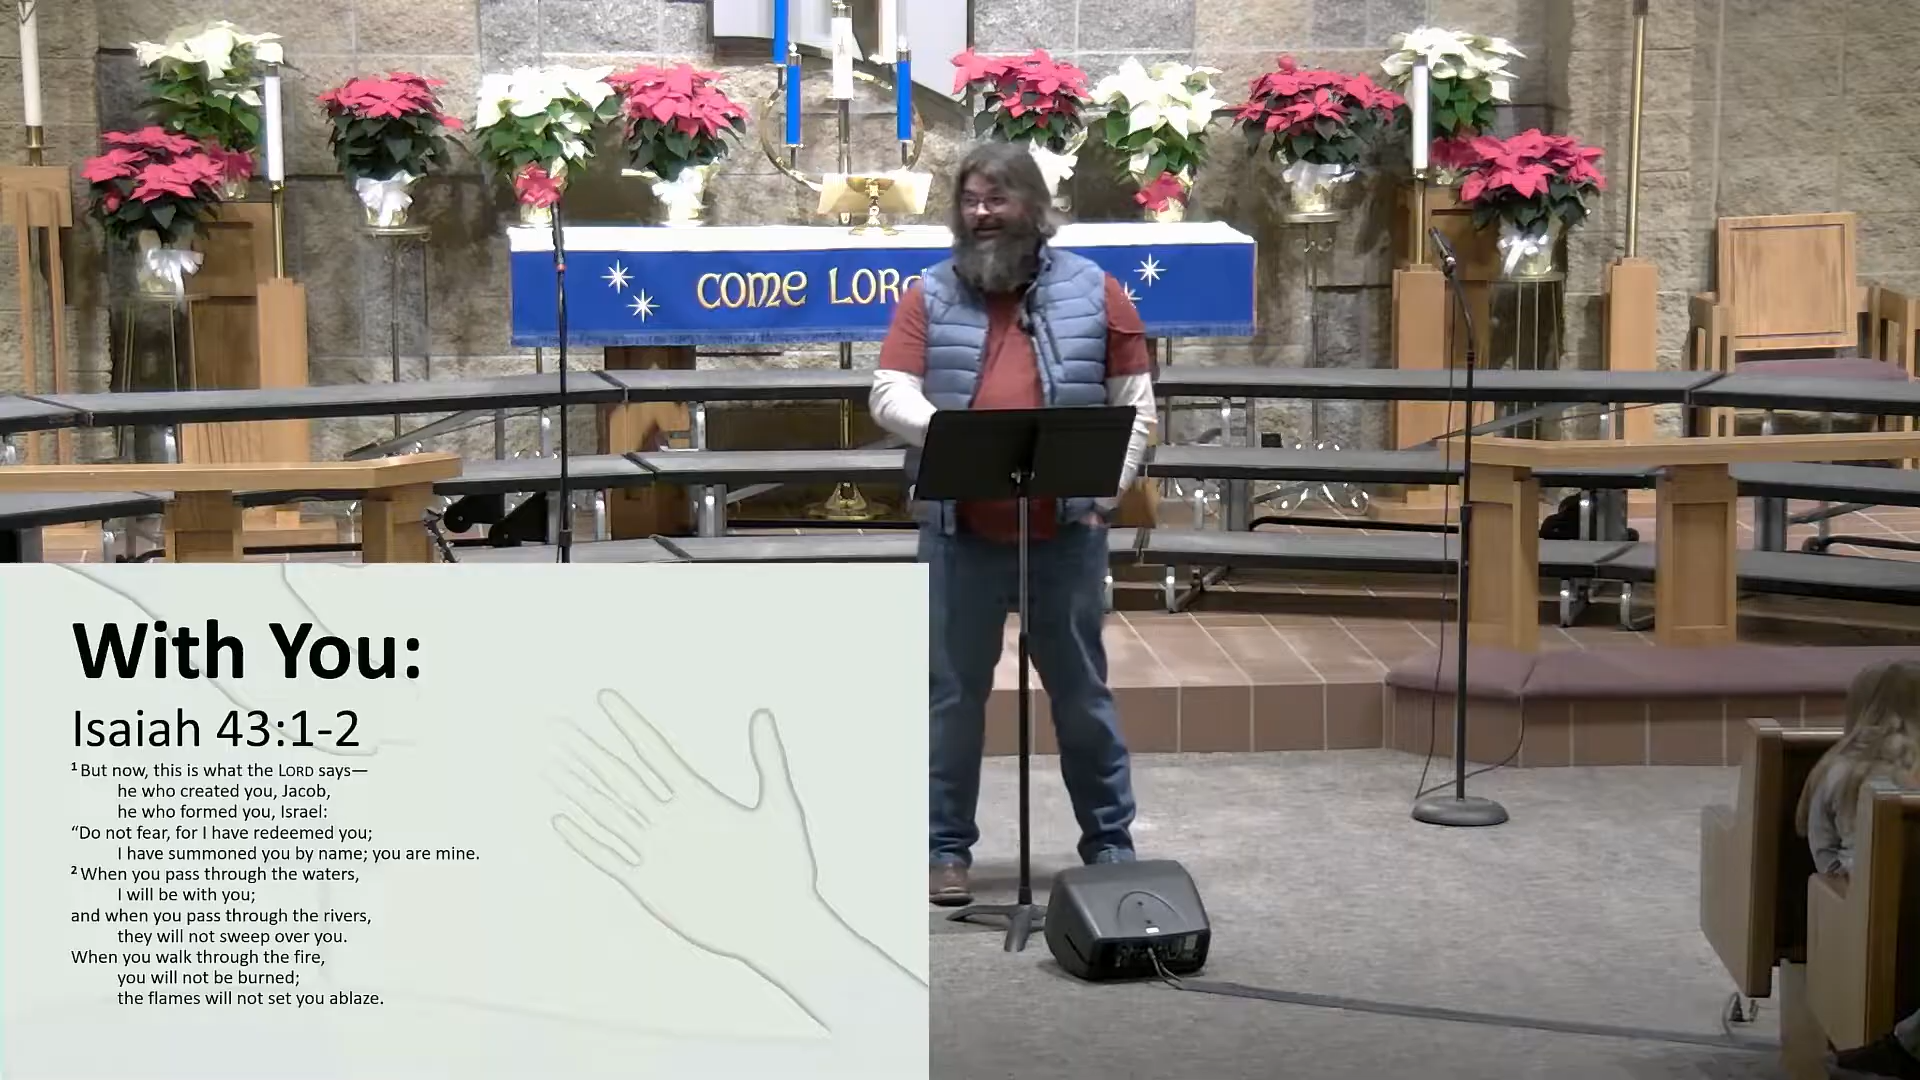 COME LORD
With You:
Isaiah 43:1-2
¹ But now, this is what the LORD says—
he who created you, Jacob,
he who formed you, Israel:
“Do not fear, for I have redeemed you;
I have summoned you by name; you are mine.
² When you pass through the waters,
I will be with you;
and when you pass through the rivers,
they will not sweep over you.
When you walk through the fire,
you will not be burned;
the flames will not set you ablaze.